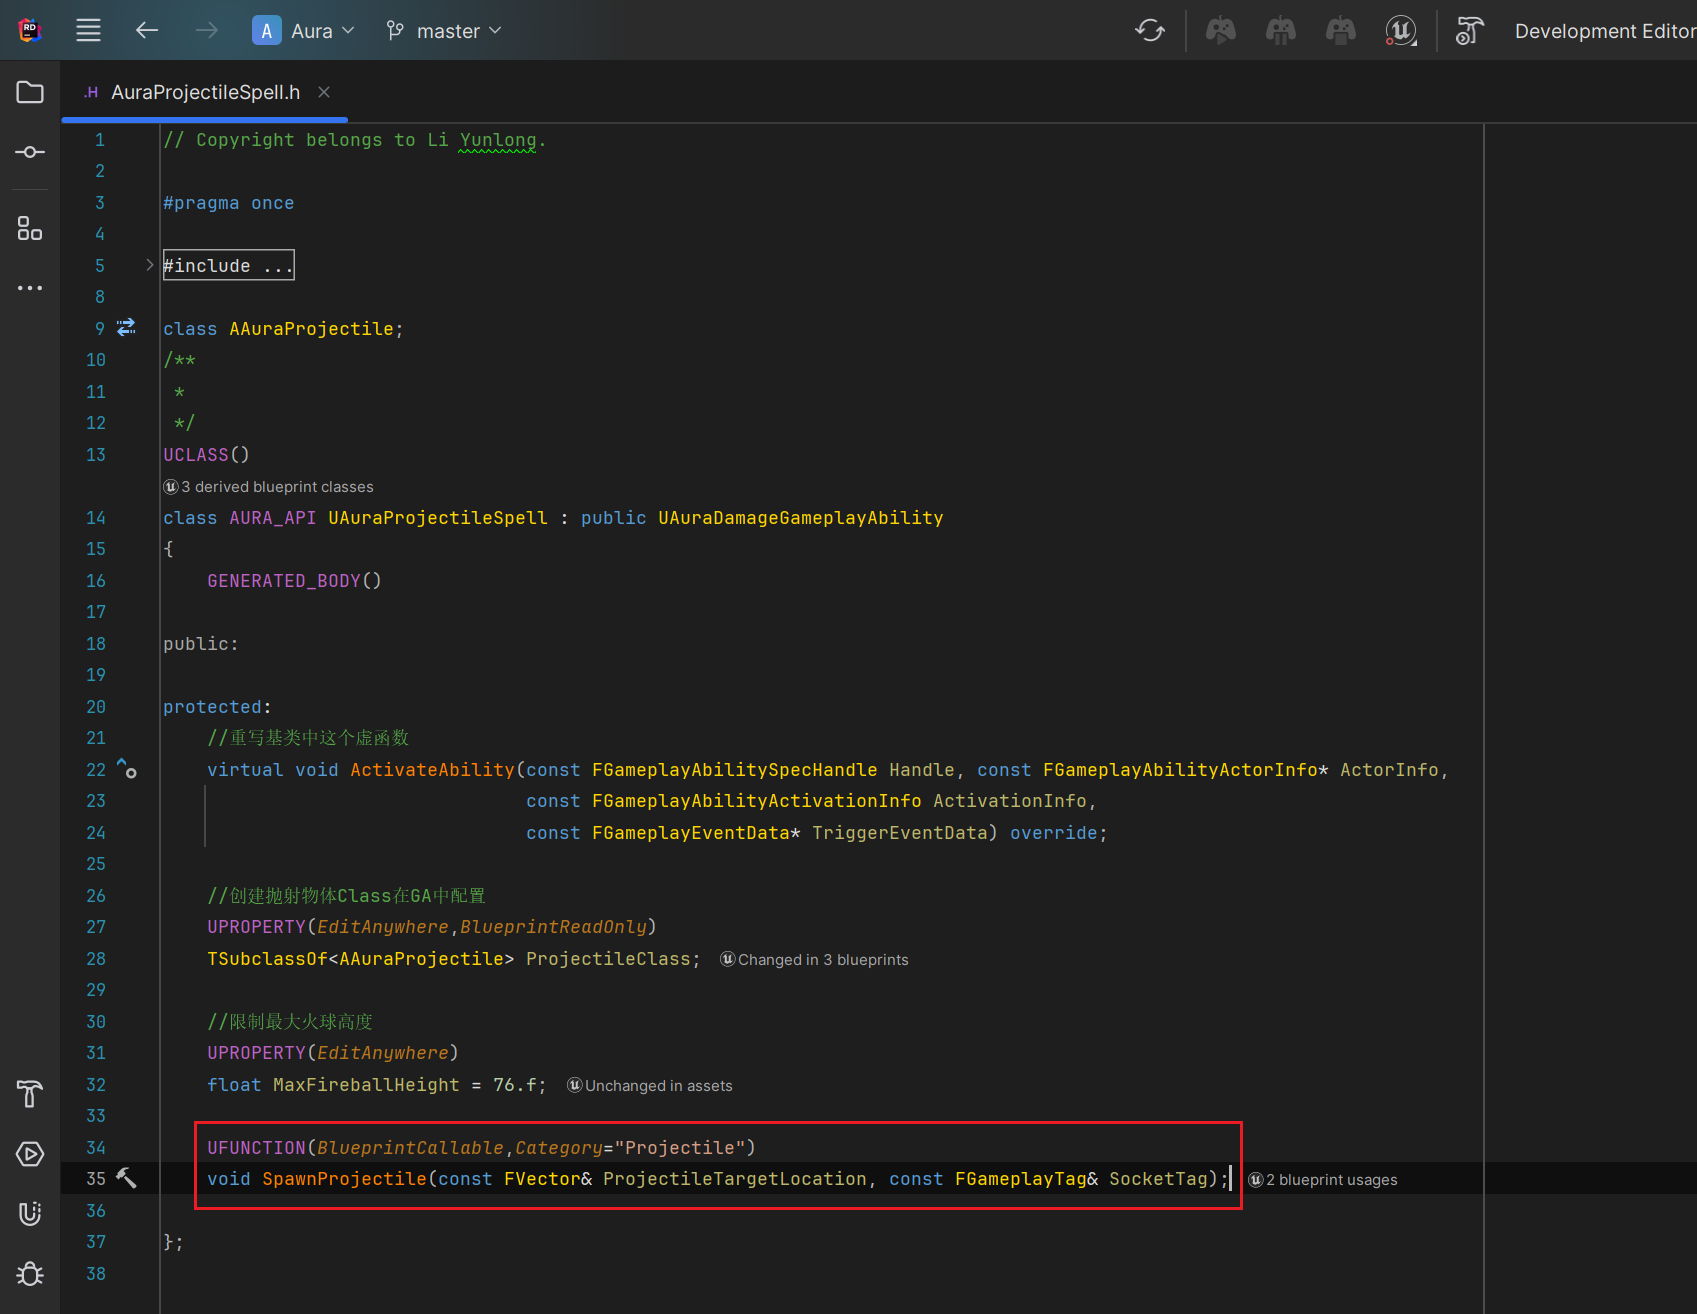 RD
A Aura master Development Editor
.H AuraProjectileSpell.h
1 // Copyright belongs to Li Yunlong.
2
3 #pragma once
4
5 #include ...
8
9 class AAuraProjectile;
10 /**
11 *
12 */
13 UCLASS()
3 derived blueprint classes
14 class AURA_API UAuraProjectileSpell : public UAuraDamageGameplayAbility
15 {
16 GENERATED_BODY()
17
18 public:
19
20 protected:
21 //重写基类中这个虚函数
22 virtual void ActivateAbility(const FGameplayAbilitySpecHandle Handle, const FGameplayAbilityActorInfo* ActorInfo,
23 const FGameplayAbilityActivationInfo ActivationInfo,
24 const FGameplayEventData* TriggerEventData) override;
25
26 //创建抛射物体Class在GA中配置
27 UPROPERTY(EditAnywhere,BlueprintReadOnly)
28 TSubclassOf<AAuraProjectile> ProjectileClass; Changed in 3 blueprints
29
30 //限制最大火球高度
31 UPROPERTY(EditAnywhere)
32 float MaxFireballHeight = 76.f; Unchanged in assets
33
34 UFUNCTION(BlueprintCallable,Category="Projectile")
35 void SpawnProjectile(const FVector& ProjectileTargetLocation, const FGameplayTag& SocketTag); 2 blueprint usages
36
37 };
38